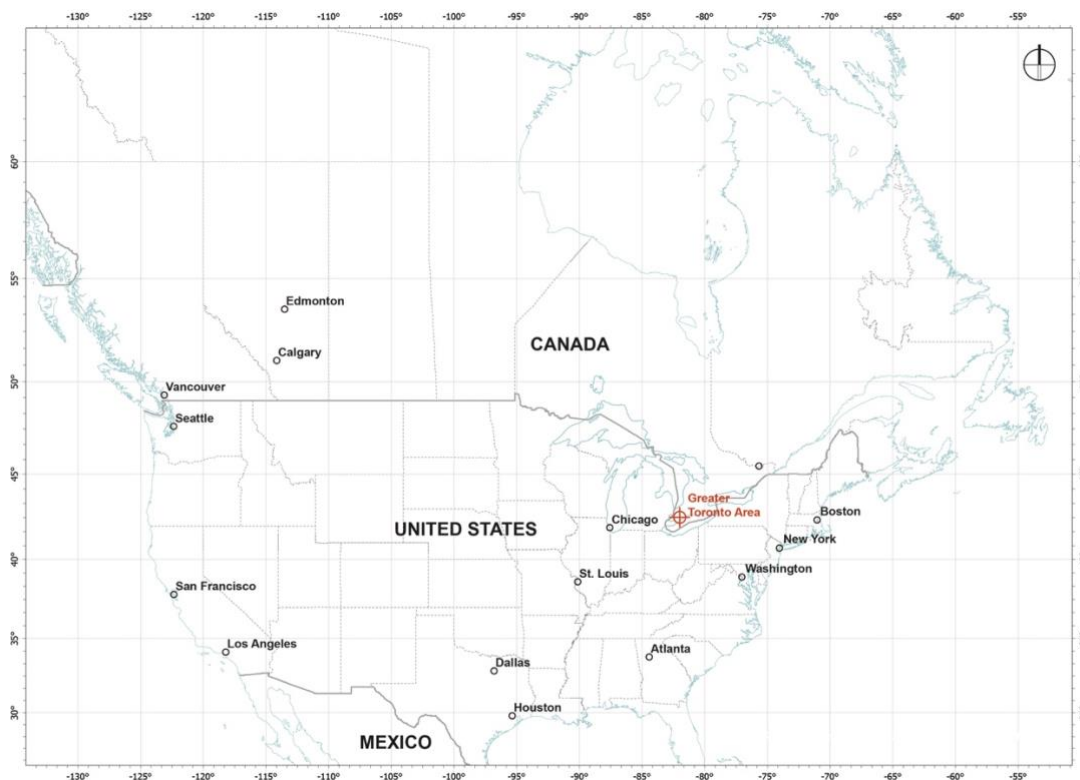 -130° -125° -120° -115° -110° -105° -100° -95° -90° -85° -80° -75° -70° -65° -60° -55°
60°
55°
Edmonton
CANADA
Calgary
50°
Vancouver
Seattle
45°
Greater
Toronto Area
Boston
Chicago
UNITED STATES
New York
40°
Washington
St. Louis
San Francisco
35°
Los Angeles
Atlanta
Dallas
30°
Houston
MEXICO
-130° -125° -120° -115° -110° -105° -100° -95° -90° -85° -80° -75° -70° -65° -60° -55°